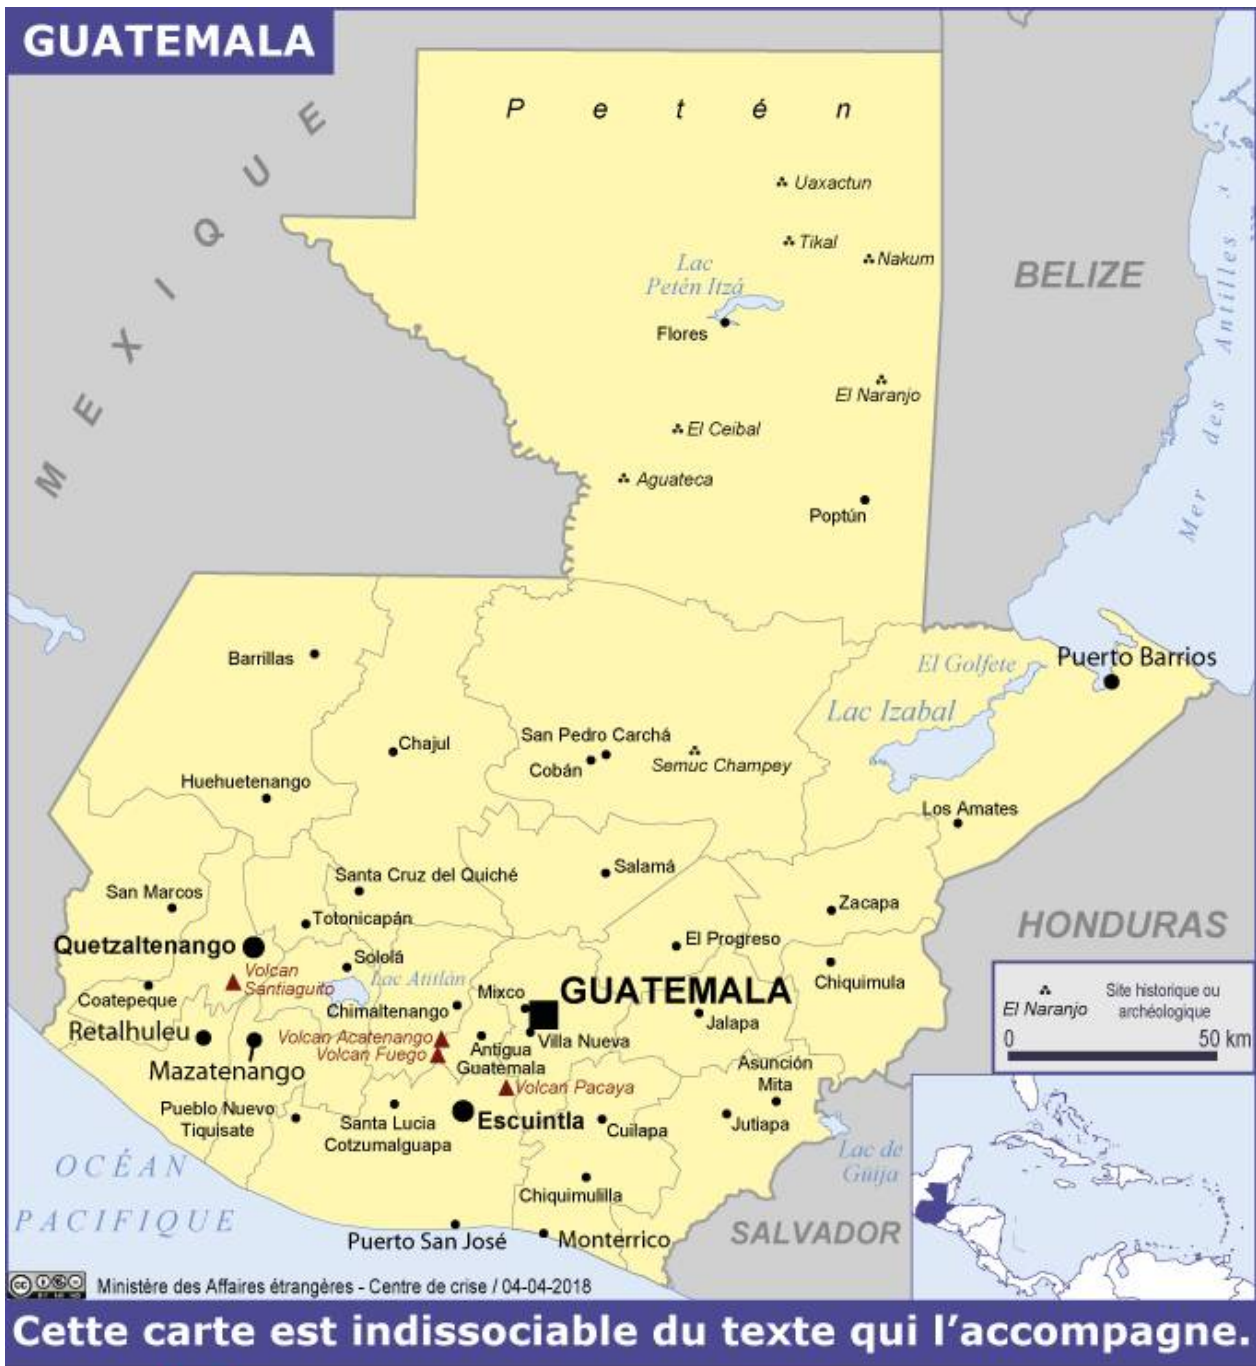 GUATEMALA
MEXIQUE
Petén
Uaxactun
Tikal
Nakum
BELIZE
Lac
Petén Itzá
Flores
El Naranjo
El Ceibal
Aguateca
Poptún
Mer des Antilles
Barrillas
El Golfete
Puerto Barrios
Lac Izabal
Chajul
San Pedro Carchá
Cobán
Semuc Champey
Huehuetenango
Los Amates
Santa Cruz del Quiché
Salamá
San Marcos
Totonicapán
Zacapa
HONDURAS
Quetzaltenango
El Progreso
Sololá
Volcan
Santiaguito
Lac Atitlán
Chiquimula
Coatepeque
Mixco
GUATEMALA
Chimaltenango
Jalapa
Retalhuleu
Volcan Acatenango
Volcan Fuego
Villa Nueva
Antigua
Guatemala
Mazatenango
Asunción
Mita
Volcan Pacaya
Pueblo Nuevo
Tiquisate
Santa Lucia
Cotzumalguapa
Escuintla
Cuilapa
Jutiapa
Lac de
Güija
OCÉAN
PACIFIQUE
Chiquimulilla
SALVADOR
Puerto San José
Monterrico
El Naranjo
Site historique ou
archéologique
0
50 km
cc
Ministère des Affaires étrangères - Centre de crise / 04-04-2018
Cette carte est indissociable du texte qui l'accompagne.